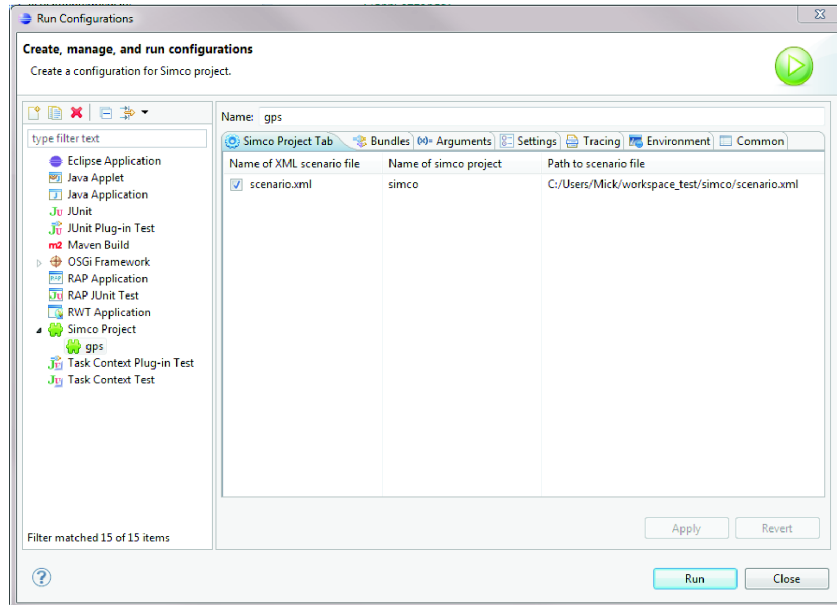 Run Configurations
Create, manage, and run configurations
Create a configuration for Simco project.
type filter text
Eclipse Application
Java Applet
Java Application
Ju JUnit
JUnit Plug-in Test
m2 Maven Build
OSGi Framework
RAP Application
RAP JUnit Test
RWT Application
Simco Project
gps
Task Context Plug-in Test
Task Context Test
Filter matched 15 of 15 items
Name: gps
Simco Project Tab Bundles (x)= Arguments Settings Tracing Environment Common
Name of XML scenario file Name of simco project Path to scenario file
scenario.xml simco C:/Users/Mick/workspace_test/simco/scenario.xml
Apply Revert
? Run Close